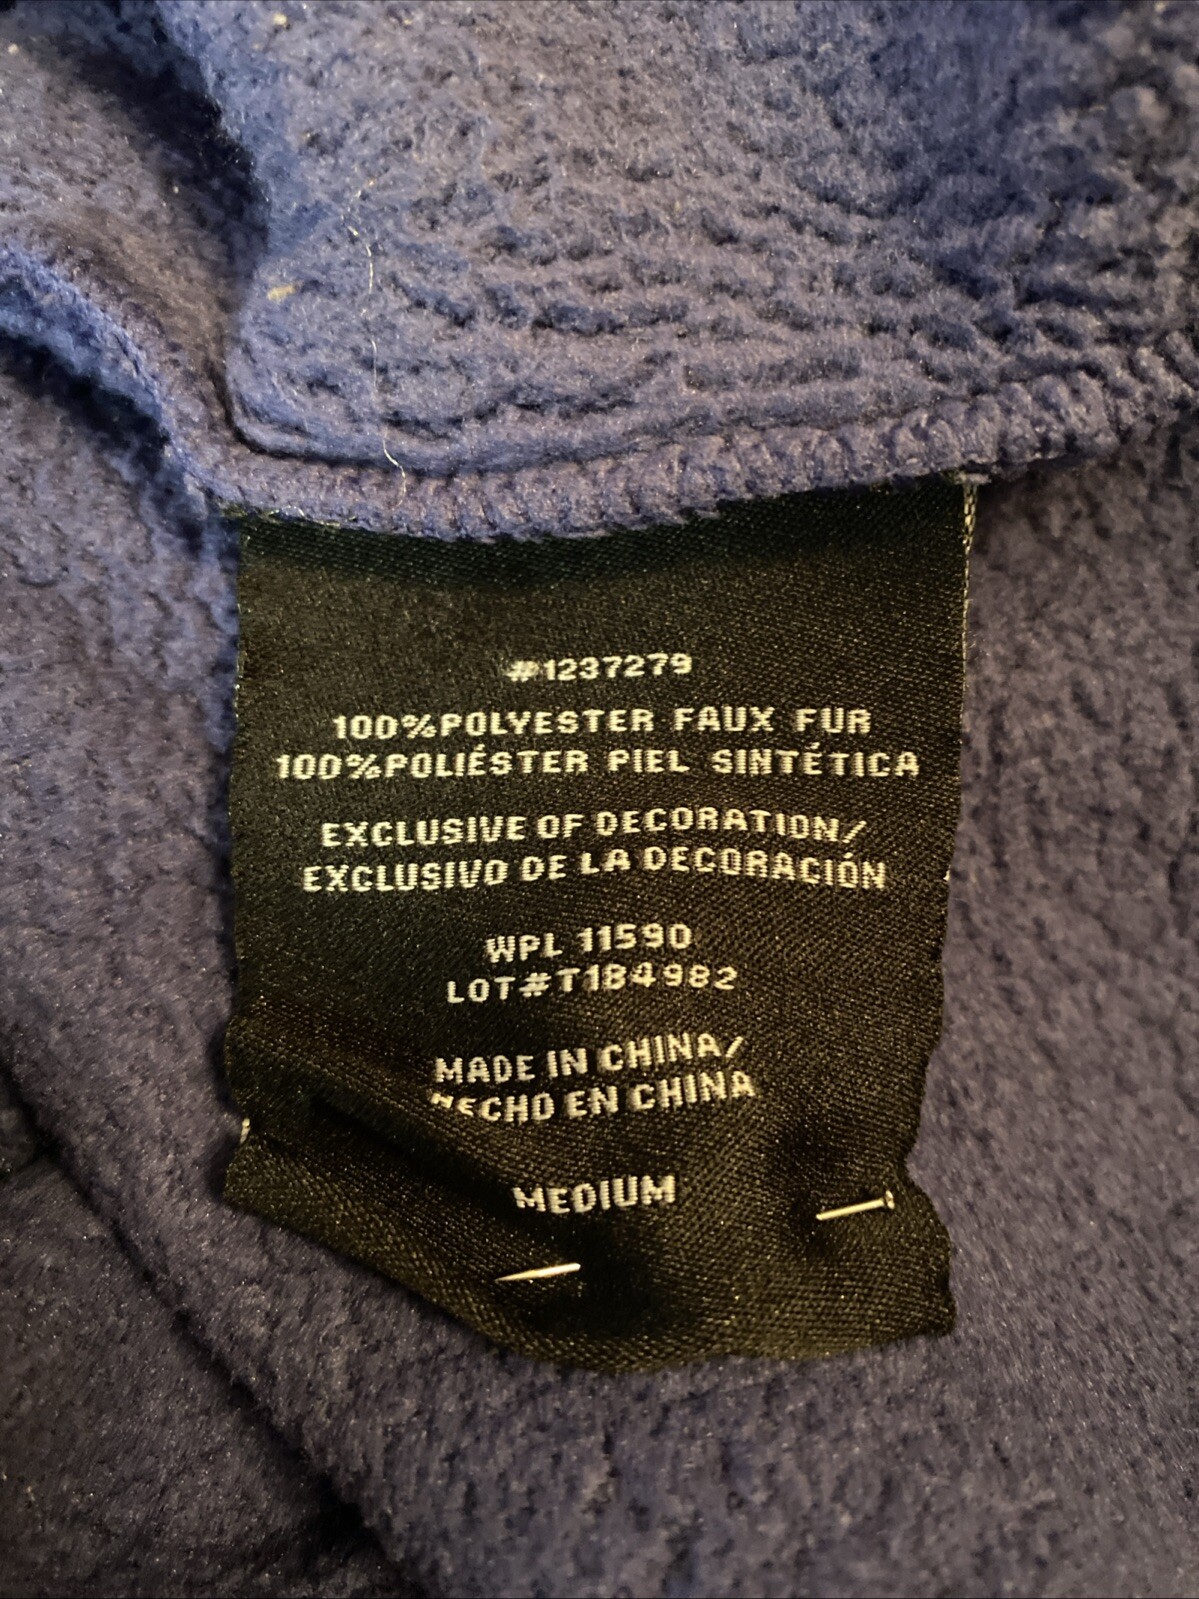 #1237279
100%POLYESTER FAUX FUR
100%POLIÉSTER PIEL SINTÉTICA
EXCLUSIVE OF DECORATION/
EXCLUSIVO DE LA DECORACIÓN
WPL 11590
LOT#T184982
MADE IN CHINA/
HECHO EN CHINA
MEDIUM